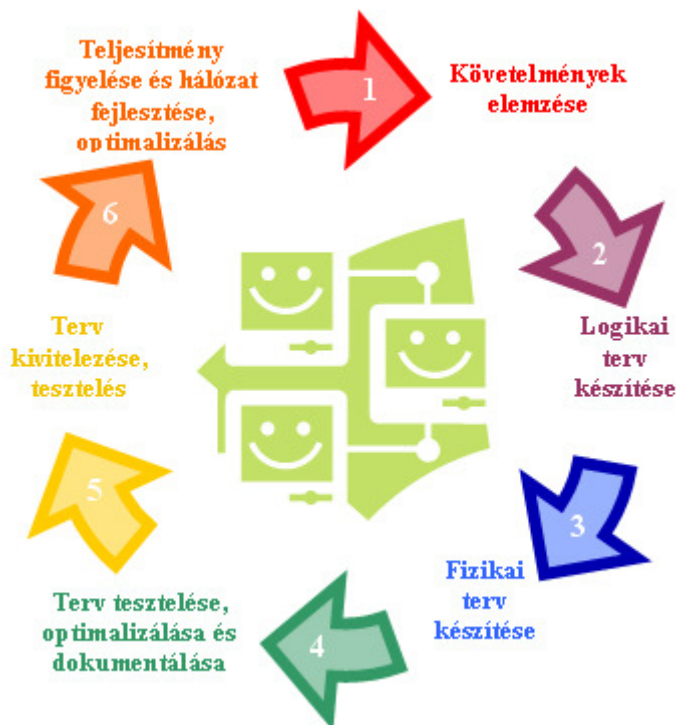 1
Követelmények
elemzése
2
Logikai
terv
készítése
3
Fizikai
terv
készítése
4
Terv tesztelése,
optimalizálása és
dokumentálása
5
Terv
kivitelezése,
tesztelés
6
Teljesítmény
figyelése és hálózat
fejlesztése,
optimalizálás